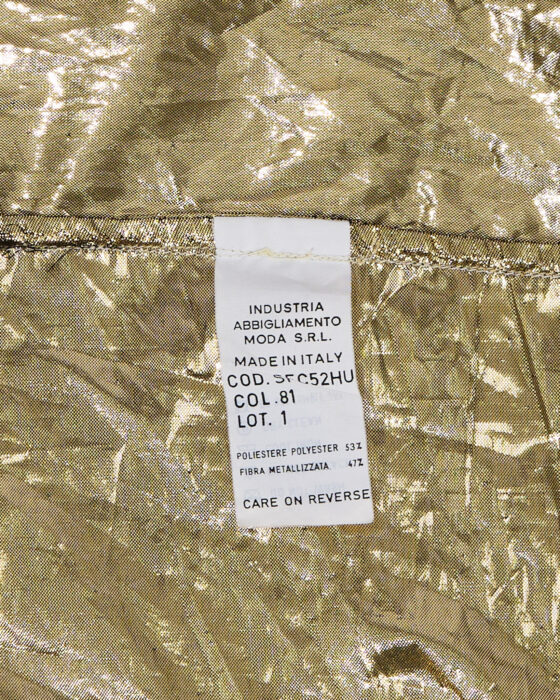 INDUSTRIA
ABBIGLIAMENTO
MODA S.R.L.
MADE IN ITALY
COD.
COL .81
LOT. 1
POLIESTERE POLYESTER 53%
FIBRA METALLIZZATA 47%
CARE ON REVERSE